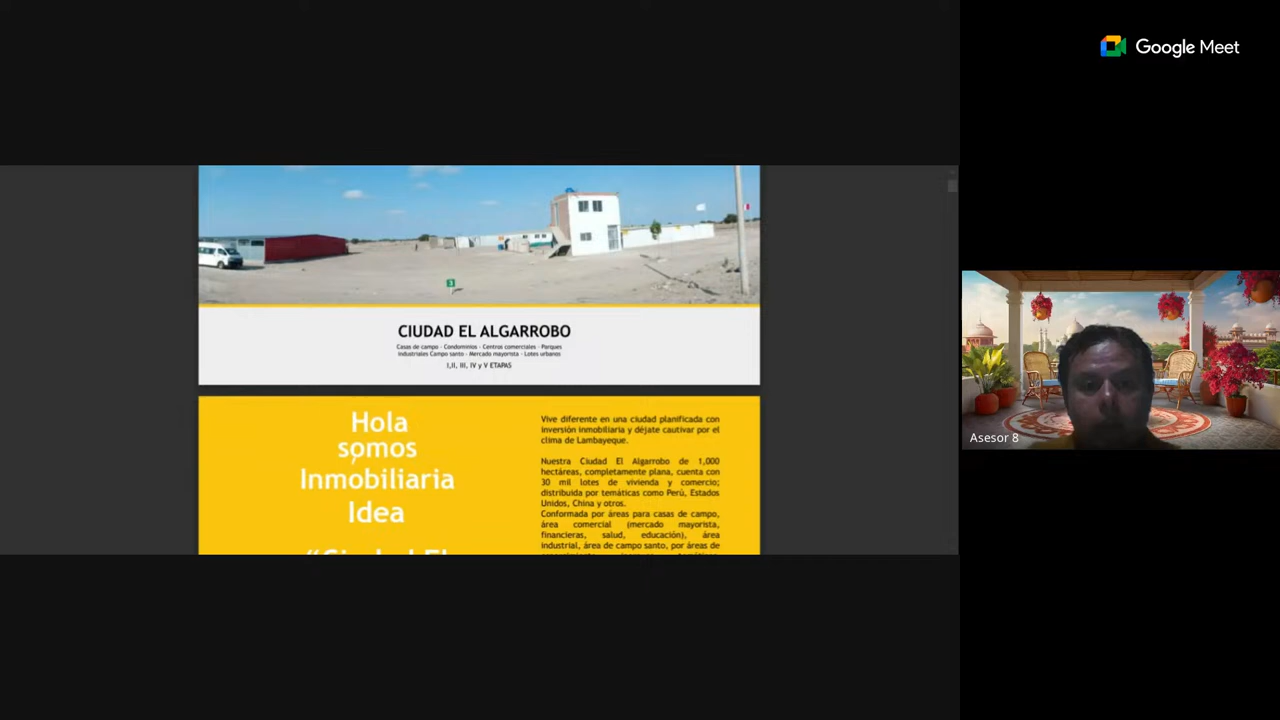 Google Meet
3
CIUDAD EL ALGARROBO
Casas de campo - Condominios - Centros comerciales - Parques
industriales Campo santo - Mercado mayorista - Lotes urbanos
I,II, III, IV y V ETAPAS
Hola
somos
Inmobiliaria
Idea
“Ciudad El
Vive diferente en una ciudad planificada con
inversión inmobiliaria y déjate cautivar por el
clima de Lambayeque.
Nuestra Ciudad El Algarrobo de 1,000
hectáreas, completamente plana, cuenta con
30 mil lotes de vivienda y comercio;
distribuida por temáticas como Perú, Estados
Unidos, China y otros.
Conformada por áreas para casas de campo,
área comercial (mercado mayorista,
financieras, salud, educación), área
industrial, área de campo santo, por áreas de
Asesor 8